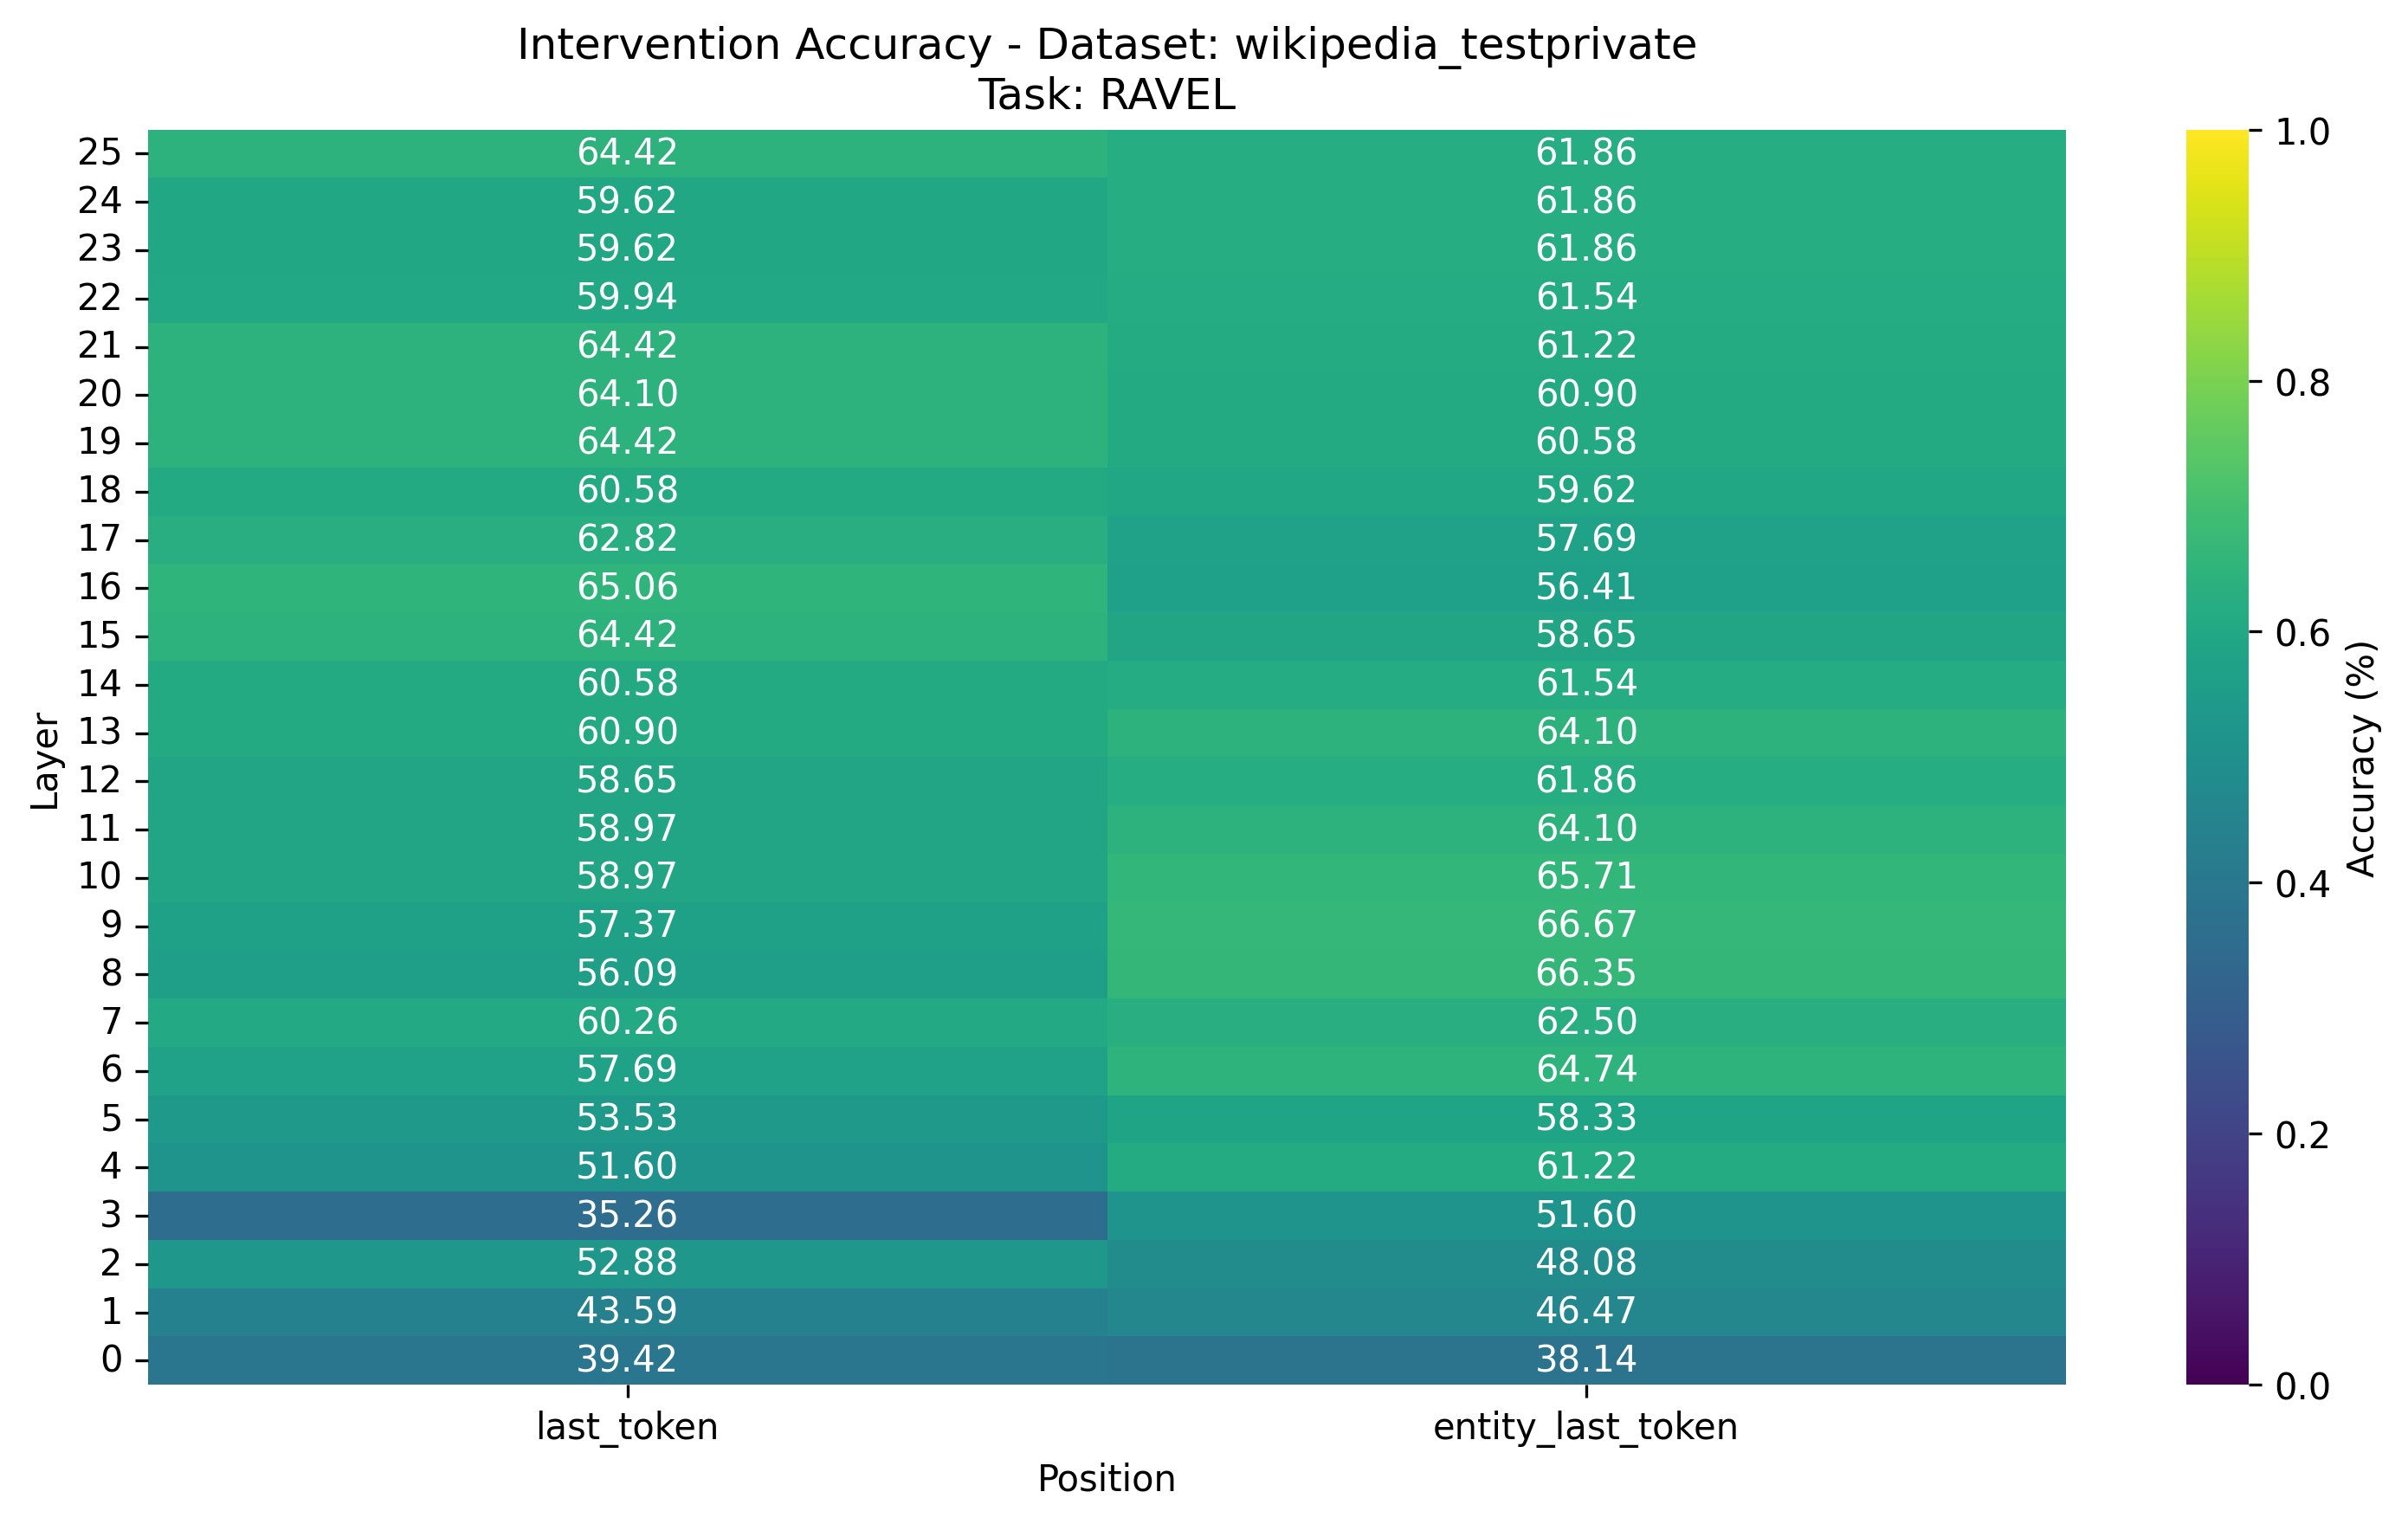 Intervention Accuracy - Dataset: wikipedia_testprivate
Task: RAVEL
25 64.42 61.86
24 59.62 61.86
23 59.62 61.86
22 59.94 61.54
21 64.42 61.22
20 64.10 60.90
19 64.42 60.58
18 60.58 59.62
17 62.82 57.69
16 65.06 56.41
15 64.42 58.65
14 60.58 61.54
13 60.90 64.10
12 58.65 61.86
11 58.97 64.10
10 58.97 65.71
9 57.37 66.67
8 56.09 66.35
7 60.26 62.50
6 57.69 64.74
5 53.53 58.33
4 51.60 61.22
3 35.26 51.60
2 52.88 48.08
1 43.59 46.47
0 39.42 38.14
Layer
last_token entity_last_token
Position
1.0
0.8
0.6
0.4
0.2
0.0
Accuracy (%)